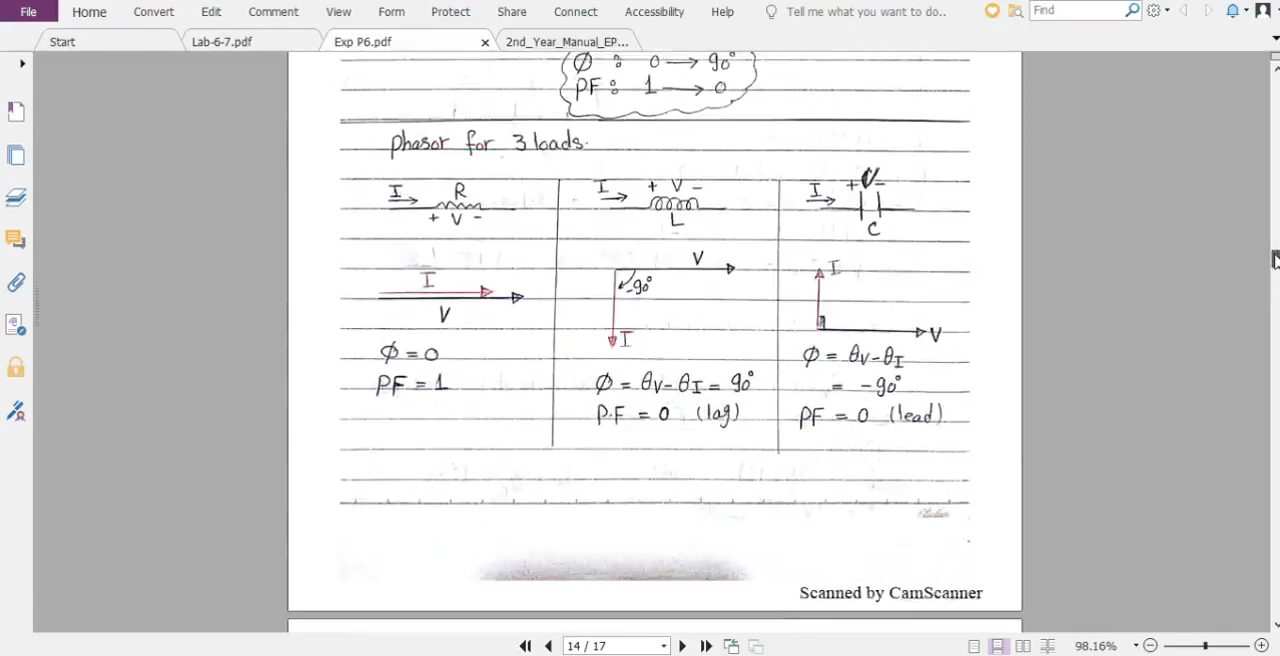 File Home Convert Edit Comment View Form Protect Share Connect Accessibility Help Tell me what you want to do.. Find
Start Lab-6-7.pdf Exp P6.pdf 2nd_Year_Manual_EP...
Ø : 0 → 90°
PF : 1 → 0
phasor for 3 loads.
I R
+ V -
I + V -
L
I + V -
C
I
V
V
-90°
I
I
V
Ø = 0
PF = 1
Ø = θV - θI = 90°
P.F = 0 (lag)
Ø = θV - θI
= -90°
PF = 0 (lead)
Scanned by CamScanner
14 / 17
98.16%